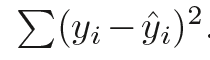 ∑(yᵢ − ŷᵢ)².